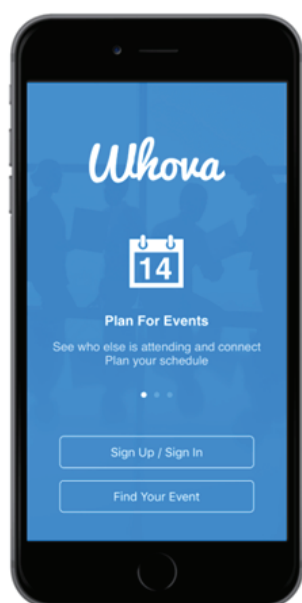 Whova
14
Plan For Events
See who else is attending and connect
Plan your schedule
Sign Up / Sign In
Find Your Event